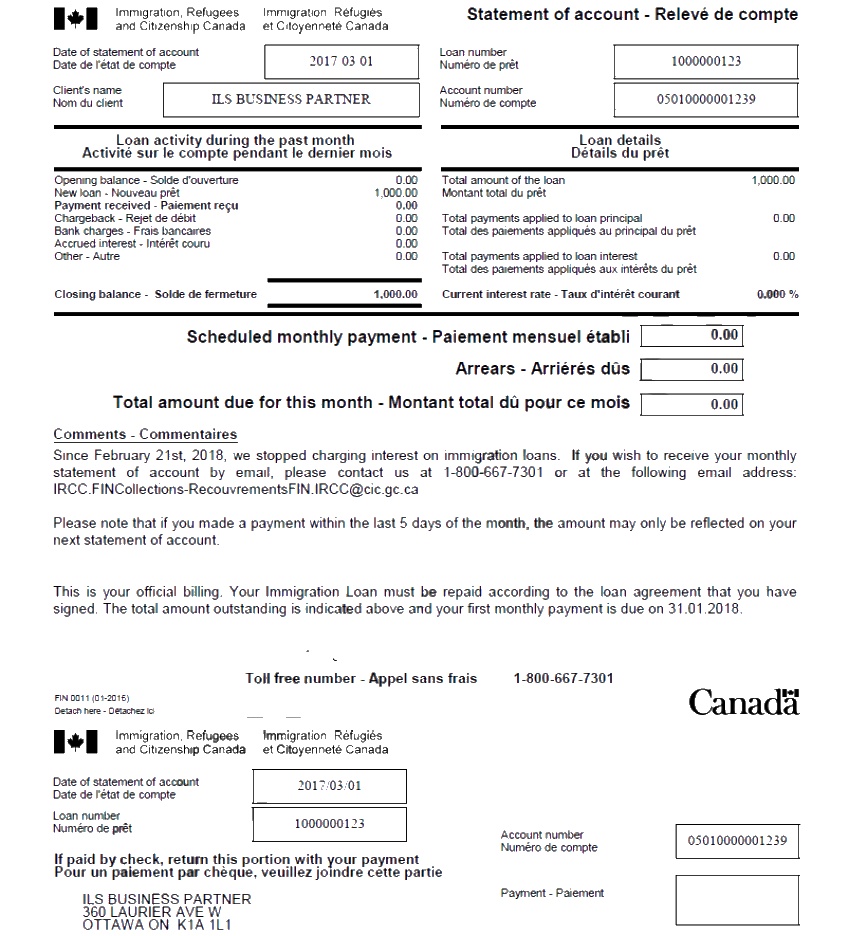 Immigration, Refugees and Citizenship Canada
Immigration, Réfugiés et Citoyenneté Canada
Statement of account - Relevé de compte
Date of statement of account
Date de l'état de compte
2017 03 01
Loan number
Numéro de prêt
1000000123
Client's name
Nom du client
ILS BUSINESS PARTNER
Account number
Numéro de compte
05010000001239
Loan activity during the past month
Activité sur le compte pendant le dernier mois
Opening balance - Solde d'ouverture 0.00
New loan - Nouveau prêt 1,000.00
Payment received - Paiement reçu 0.00
Chargeback - Rejet de débit 0.00
Bank charges - Frais bancaires 0.00
Accrued interest - Intérêt couru 0.00
Other - Autre 0.00
Closing balance - Solde de fermeture 1,000.00
Loan details
Détails du prêt
Total amount of the loan 1,000.00
Montant total du prêt
Total payments applied to loan principal 0.00
Total des paiements appliqués au principal du prêt
Total payments applied to loan interest 0.00
Total des paiements appliqués aux intérêts du prêt
Current interest rate - Taux d'intérêt courant 0.000 %
Scheduled monthly payment - Paiement mensuel établi 0.00
Arrears - Arriérés dûs 0.00
Total amount due for this month - Montant total dû pour ce mois 0.00
Comments - Commentaires
Since February 21st, 2018, we stopped charging interest on immigration loans. If you wish to receive your monthly
statement of account by email, please contact us at 1-800-667-7301 or at the following email address:
IRCC.FINCollections-RecouvrementsFIN.IRCC@cic.gc.ca
Please note that if you made a payment within the last 5 days of the month, the amount may only be reflected on your
next statement of account.
This is your official billing. Your Immigration Loan must be repaid according to the loan agreement that you have
signed. The total amount outstanding is indicated above and your first monthly payment is due on 31.01.2018.
Toll free number - Appel sans frais 1-800-667-7301
FIN 0011 (01-2016)
Detach here - Détachez ici
Canada
Immigration, Refugees and Citizenship Canada
Immigration Réfugiés et Citoyenneté Canada
Date of statement of account
Date de l'état de compte
2017/03/01
Loan number
Numéro de prêt
1000000123
Account number
Numéro de compte
05010000001239
If paid by check, return this portion with your payment
Pour un paiement par chèque, veuillez joindre cette partie
Payment - Paiement
ILS BUSINESS PARTNER
360 LAURIER AVE W
OTTAWA ON K1A 1L1